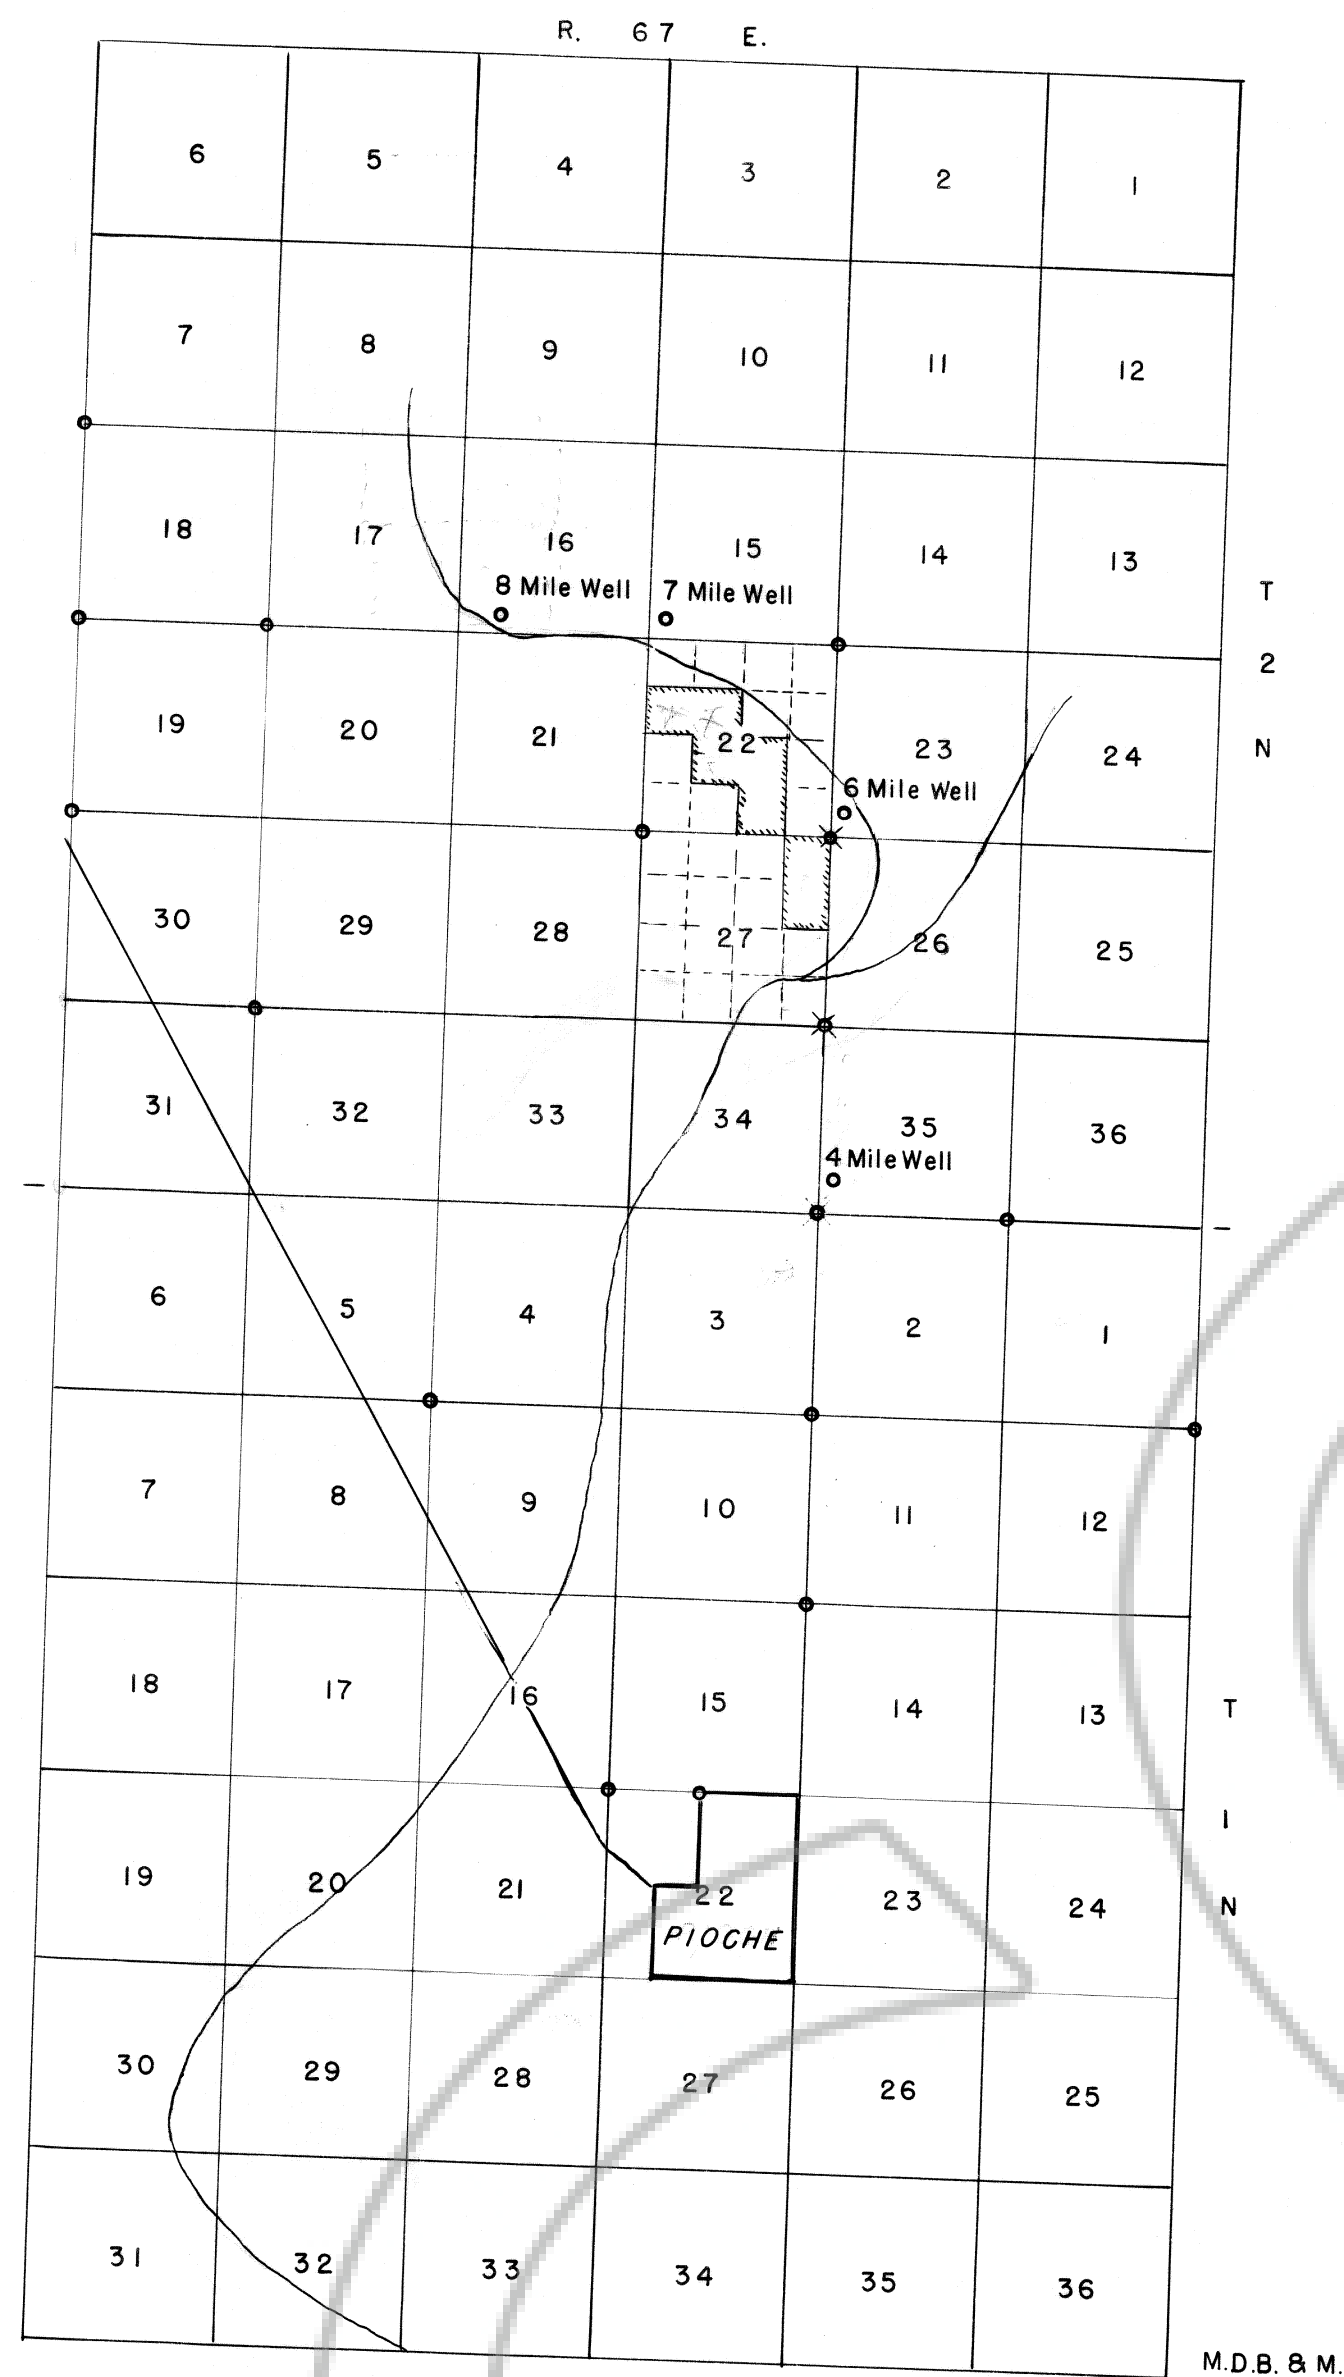 R. 67 E.
6 5 4 3 2 1
7 8 9 10 11 12
18 17 16 15 14 13
8 Mile Well 7 Mile Well
T
2
N
19 20 21 22 23 24
6 Mile Well
30 29 28 27 26 25
31 32 33 34 35 36
4 Mile Well
6 5 4 3 2 1
7 8 9 10 11 12
18 17 16 15 14 13
T
1
N
19 20 21 22 23 24
PIOCHE
30 29 28 27 26 25
31 32 33 34 35 36
M.D.B. & M.